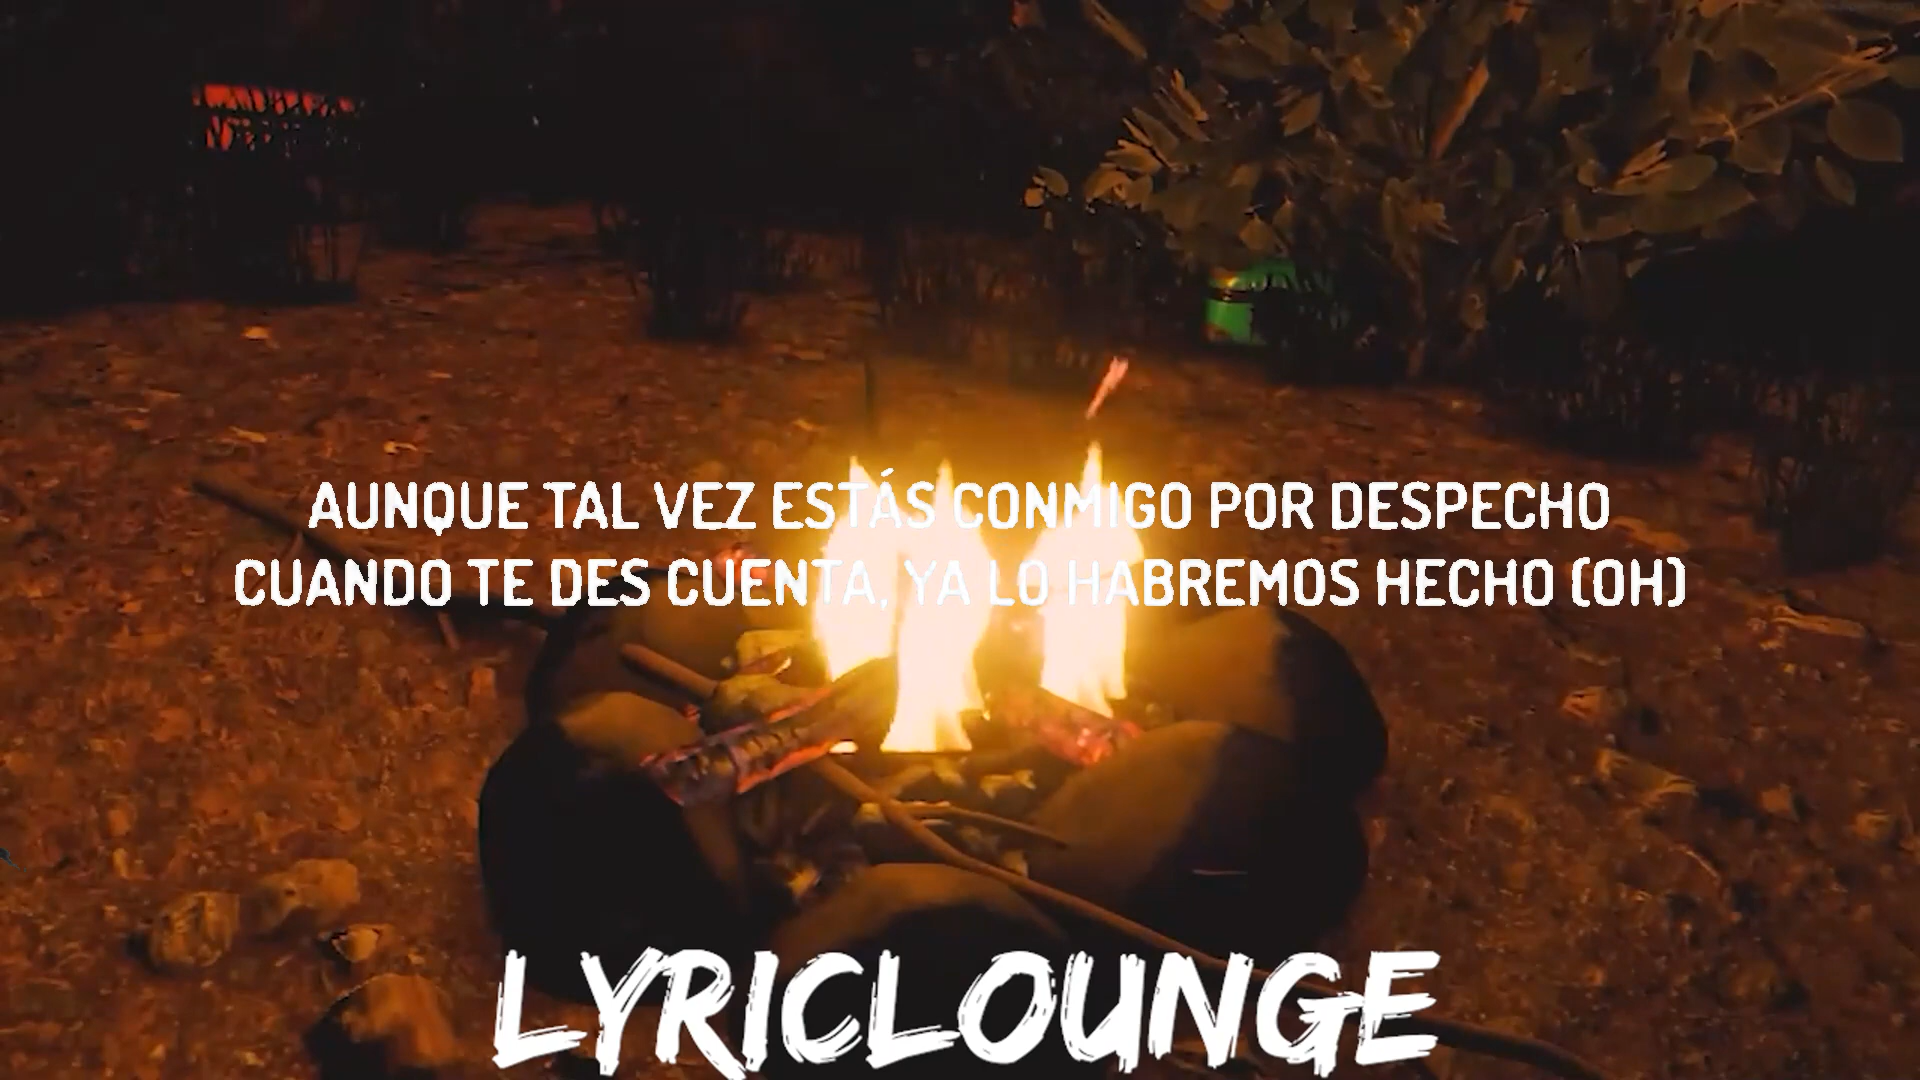 AUNQUE TAL VEZ ESTÁS CONMIGO POR DESPECHO
CUANDO TE DES CUENTA, YA LO HABREMOS HECHO (OH)
LYRICLOUNGE